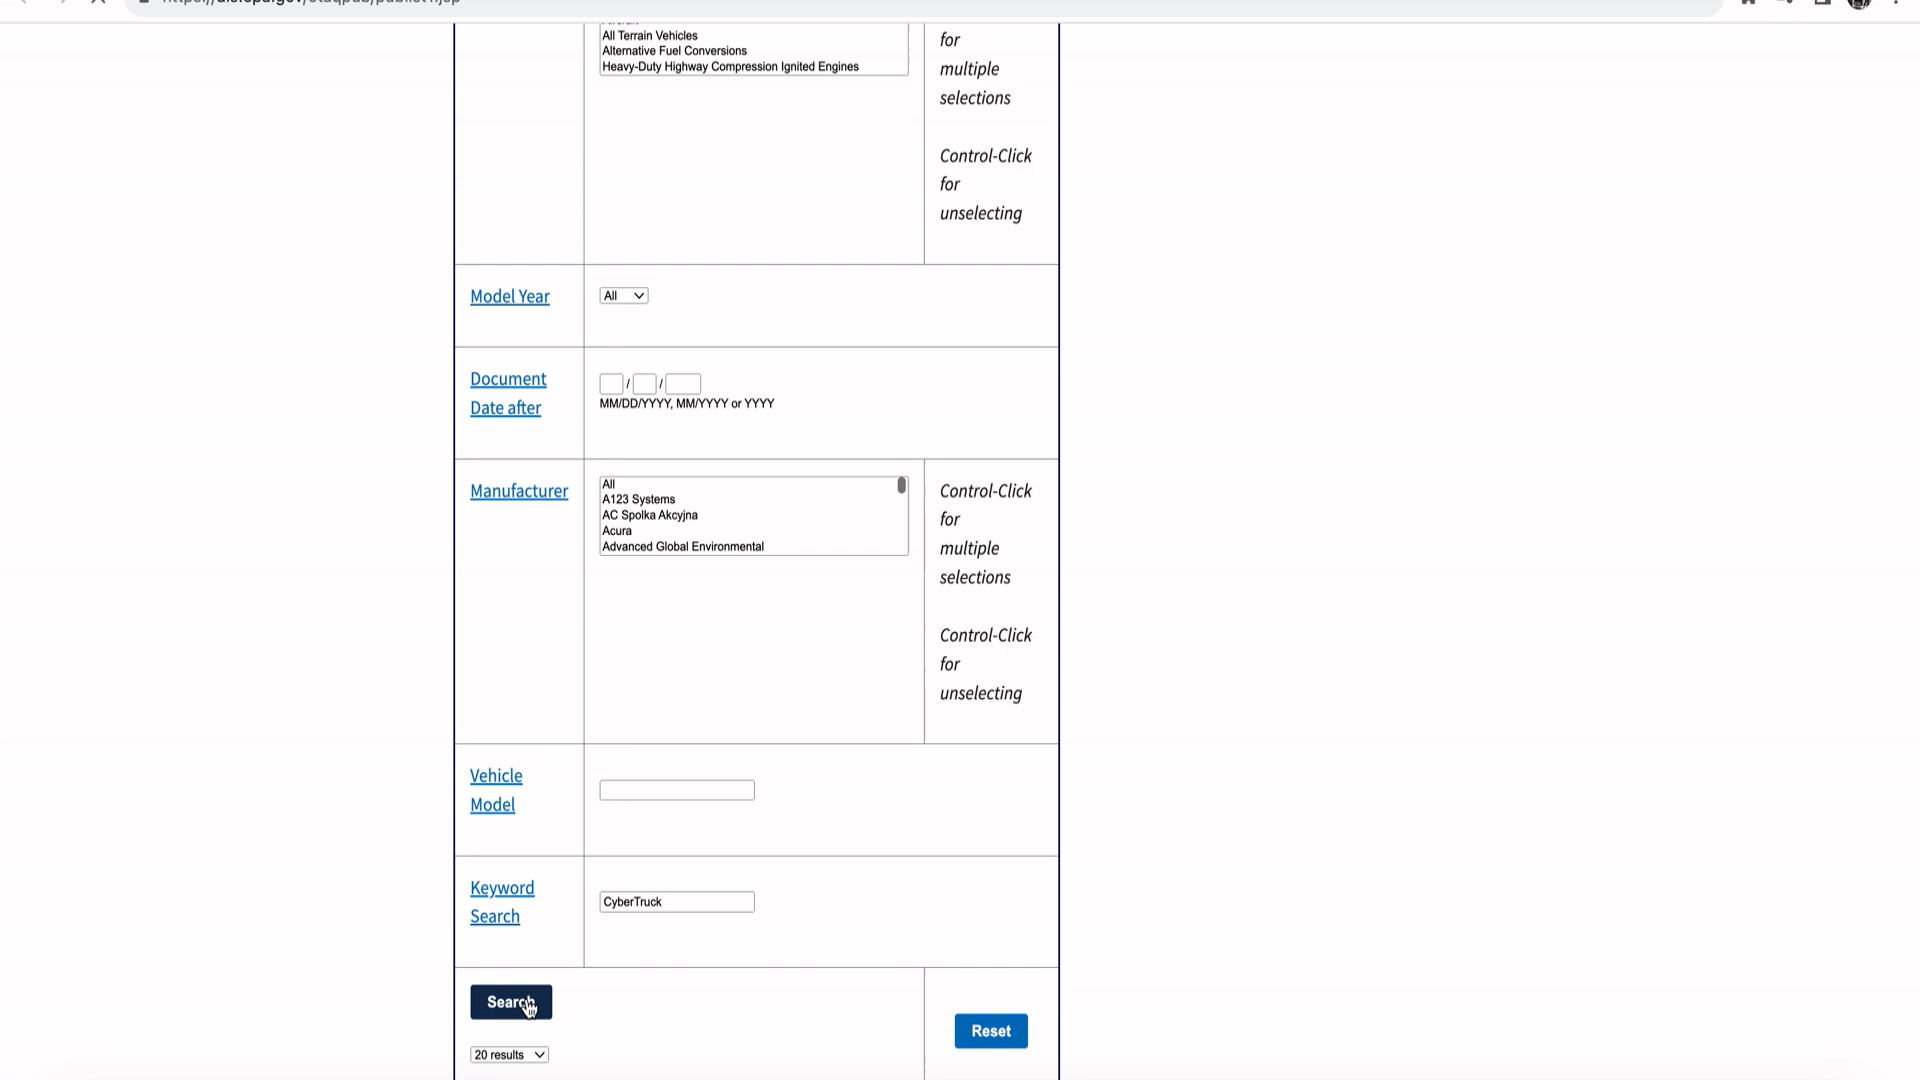 All Terrain Vehicles
Alternative Fuel Conversions
Heavy-Duty Highway Compression Ignited Engines
for
multiple
selections
Control-Click
for
unselecting
Model Year
All
Document
Date after
/ /
MM/DD/YYYY, MM/YYYY or YYYY
Manufacturer
All
A123 Systems
AC Spolka Akcyjna
Acura
Advanced Global Environmental
Control-Click
for
multiple
selections
Control-Click
for
unselecting
Vehicle
Model
Keyword
Search
CyberTruck
Search
Reset
20 results